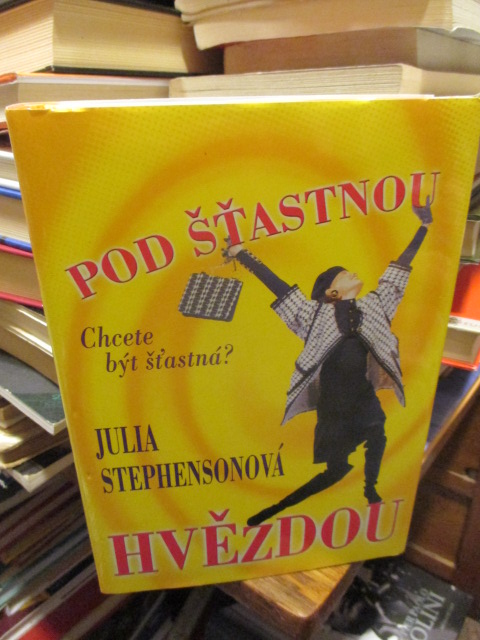 POD ŠŤASTNOU
Chcete
být šťastná?
JULIA
STEPHENSONOVÁ
HVĚZDOU